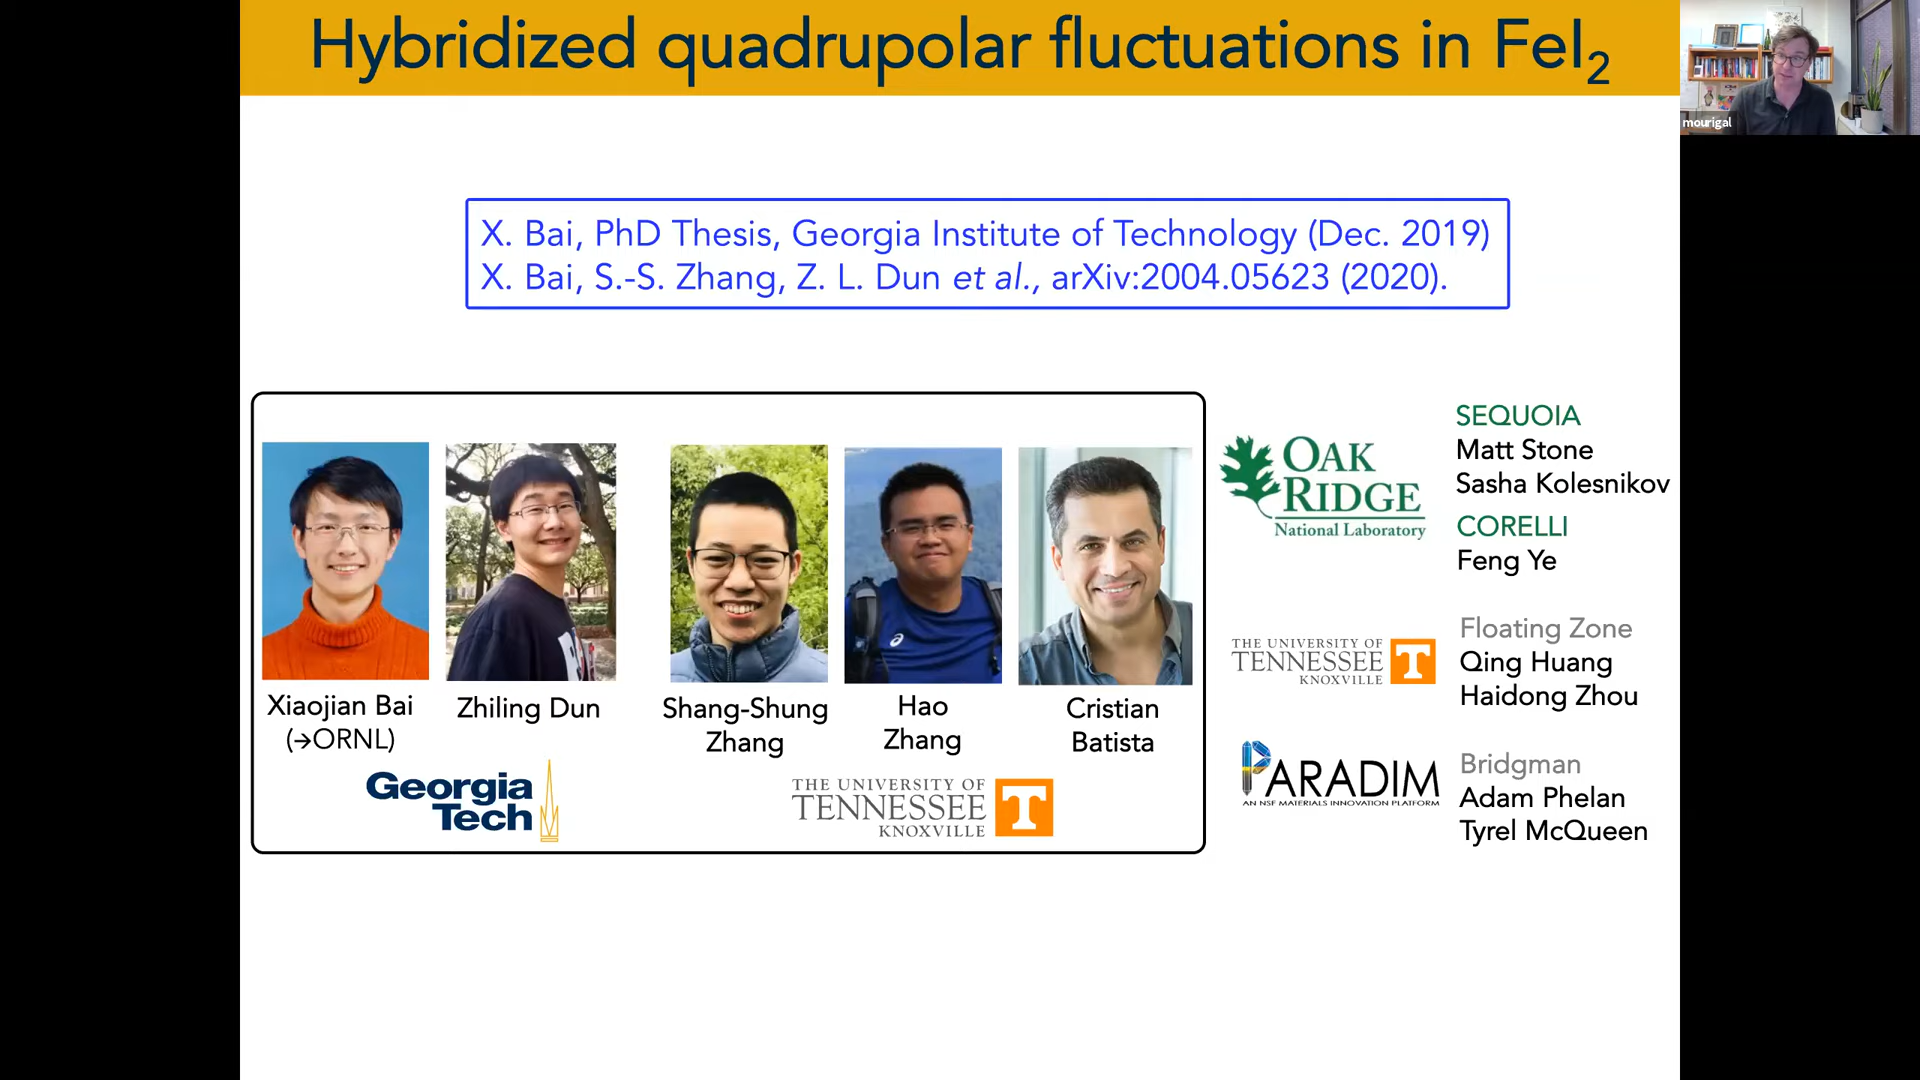 Hybridized quadrupolar fluctuations in FeI₂
mourigal
X. Bai, PhD Thesis, Georgia Institute of Technology (Dec. 2019)
X. Bai, S.-S. Zhang, Z. L. Dun et al., arXiv:2004.05623 (2020).
Xiaojian Bai
(→ORNL)
Zhiling Dun
Shang-Shung
Zhang
Hao
Zhang
Cristian
Batista
Georgia
Tech
THE UNIVERSITY OF
TENNESSEE
KNOXVILLE
T
OAK
RIDGE
National Laboratory
SEQUOIA
Matt Stone
Sasha Kolesnikov
CORELLI
Feng Ye
THE UNIVERSITY OF
TENNESSEE
KNOXVILLE
T
Floating Zone
Qing Huang
Haidong Zhou
PARADIM
AN NSF MATERIALS INNOVATION PLATFORM
Bridgman
Adam Phelan
Tyrel McQueen